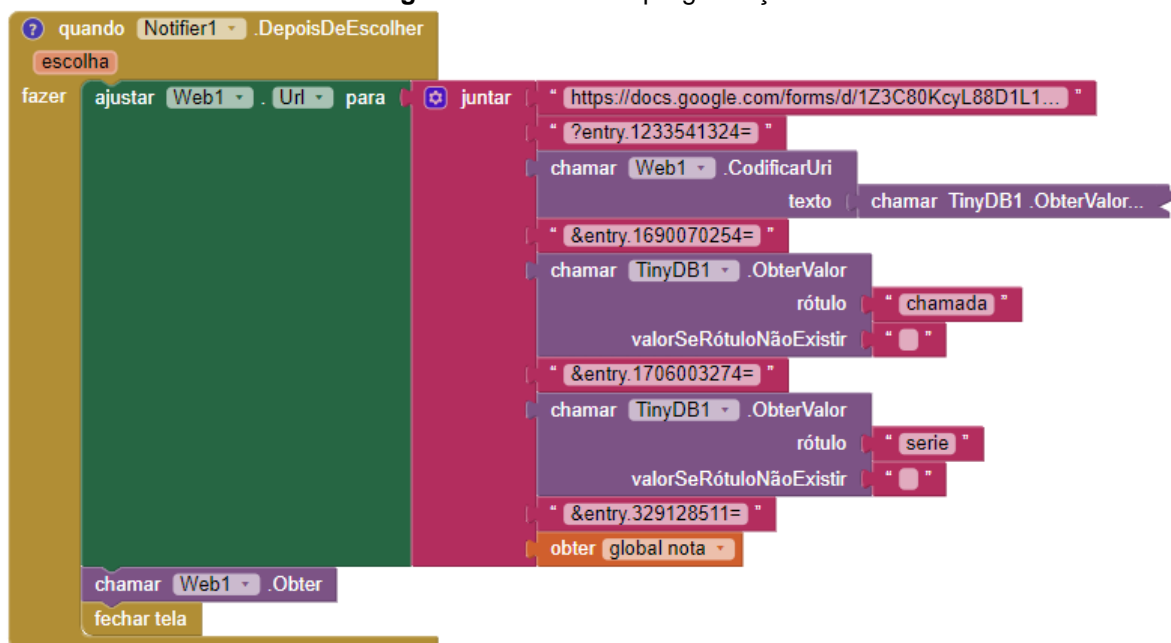 quando Notifier1 .DepoisDeEscolher
escolha
fazer ajustar Web1 . Url para juntar " https://docs.google.com/forms/d/1Z3C80KcyL88D1L1... "
" ?entry.1233541324= "
chamar Web1 .CodificarUri
texto chamar TinyDB1 .ObterValor...
" &entry.1690070254= "
chamar TinyDB1 .ObterValor
rótulo " chamada "
valorSeRótuloNãoExistir " "
" &entry.1706003274= "
chamar TinyDB1 .ObterValor
rótulo " serie "
valorSeRótuloNãoExistir " "
" &entry.329128511= "
obter global nota
chamar Web1 .Obter
fechar tela